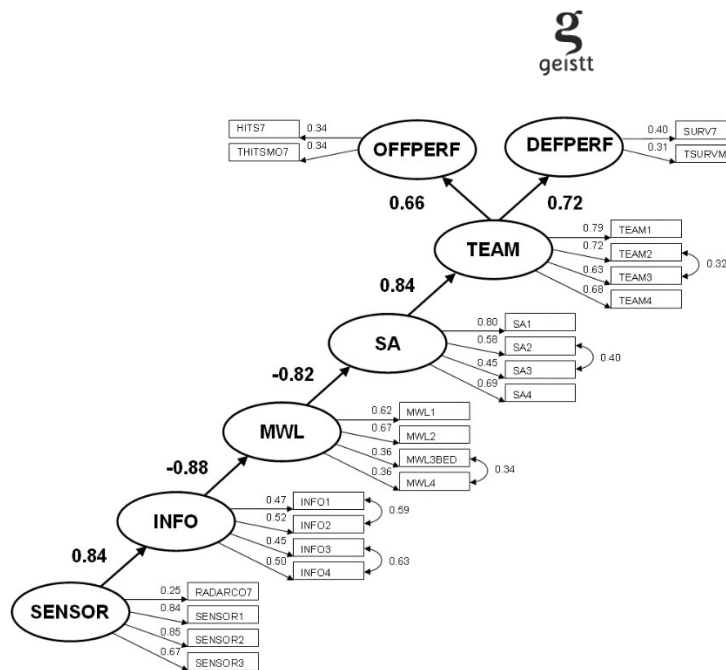 g
geistt
HITS7
0.34
OFFPERF
THITSMO7
0.34
DEFPERF
0.40
SURV7
0.31
TSURVM
0.66
0.72
TEAM
0.79
TEAM1
0.72
TEAM2
0.63
TEAM3
0.68
TEAM4
0.32
0.84
SA
0.80
SA1
0.58
SA2
0.45
SA3
0.69
SA4
0.40
-0.82
MWL
0.62
MWL1
0.67
MWL2
0.36
MWL3BED
0.36
MWL4
0.34
-0.88
INFO
0.47
INFO1
0.52
INFO2
0.45
INFO3
0.50
INFO4
0.59
0.63
0.84
SENSOR
0.25
RADARCO7
0.84
SENSOR1
0.85
SENSOR2
0.67
SENSOR3